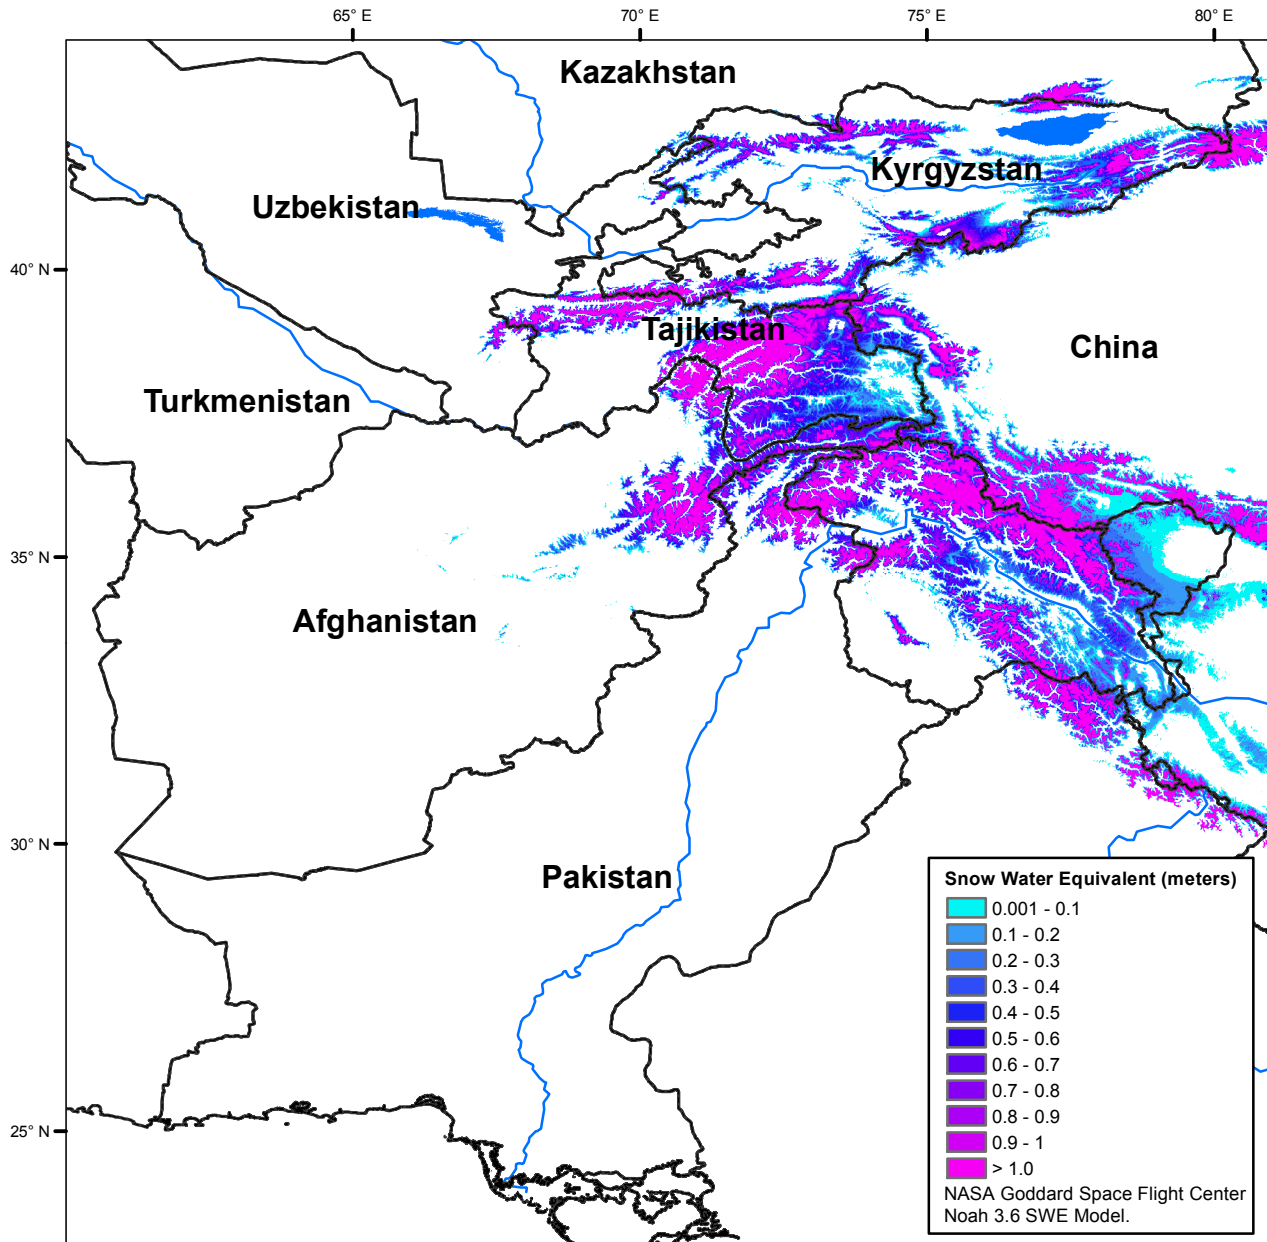 65° E
70° E
75° E
80° E
Kazakhstan
Kyrgyzstan
Uzbekistan
40° N
Tajikistan
China
Turkmenistan
35° N
Afghanistan
30° N
Pakistan
25° N
Snow Water Equivalent (meters)
0.001 - 0.1
0.1 - 0.2
0.2 - 0.3
0.3 - 0.4
0.4 - 0.5
0.5 - 0.6
0.6 - 0.7
0.7 - 0.8
0.8 - 0.9
0.9 - 1
> 1.0
NASA Goddard Space Flight Center
Noah 3.6 SWE Model.